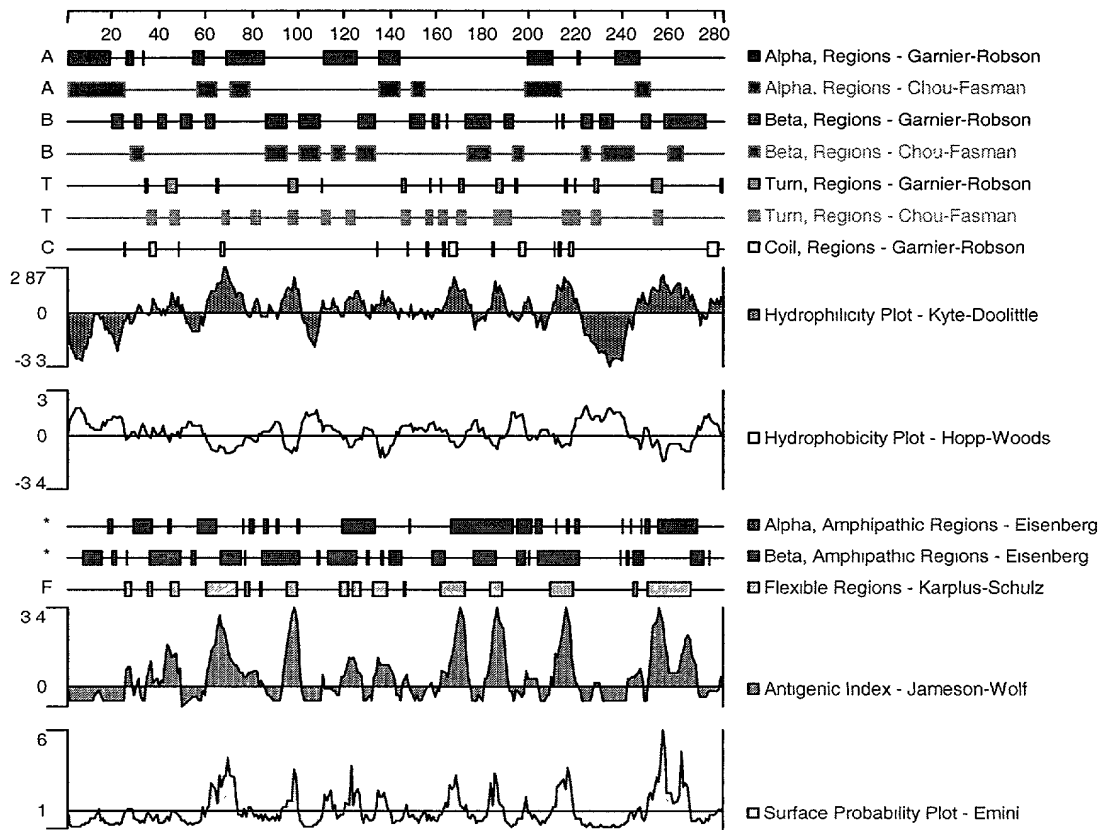 20 40 60 80 100 120 140 160 180 200 220 240 260 280
A Alpha, Regions - Garnier-Robson
A Alpha, Regions - Chou-Fasman
B Beta, Regions - Garnier-Robson
B Beta, Regions - Chou-Fasman
T Turn, Regions - Garnier-Robson
T Turn, Regions - Chou-Fasman
C Coil, Regions - Garnier-Robson
2 87
0 Hydrophilicity Plot - Kyte-Doolittle
-3 3
3
0 Hydrophobicity Plot - Hopp-Woods
-3 4
* Alpha, Amphipathic Regions - Eisenberg
* Beta, Amphipathic Regions - Eisenberg
F Flexible Regions - Karplus-Schulz
3 4
0 Antigenic Index - Jameson-Wolf
6
1 Surface Probability Plot - Emini